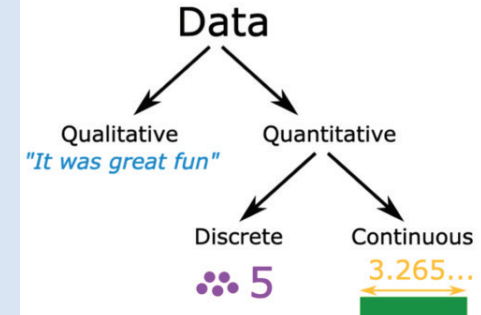 Data
Qualitative
"It was great fun"
Quantitative
Discrete
5
Continuous
3.265...